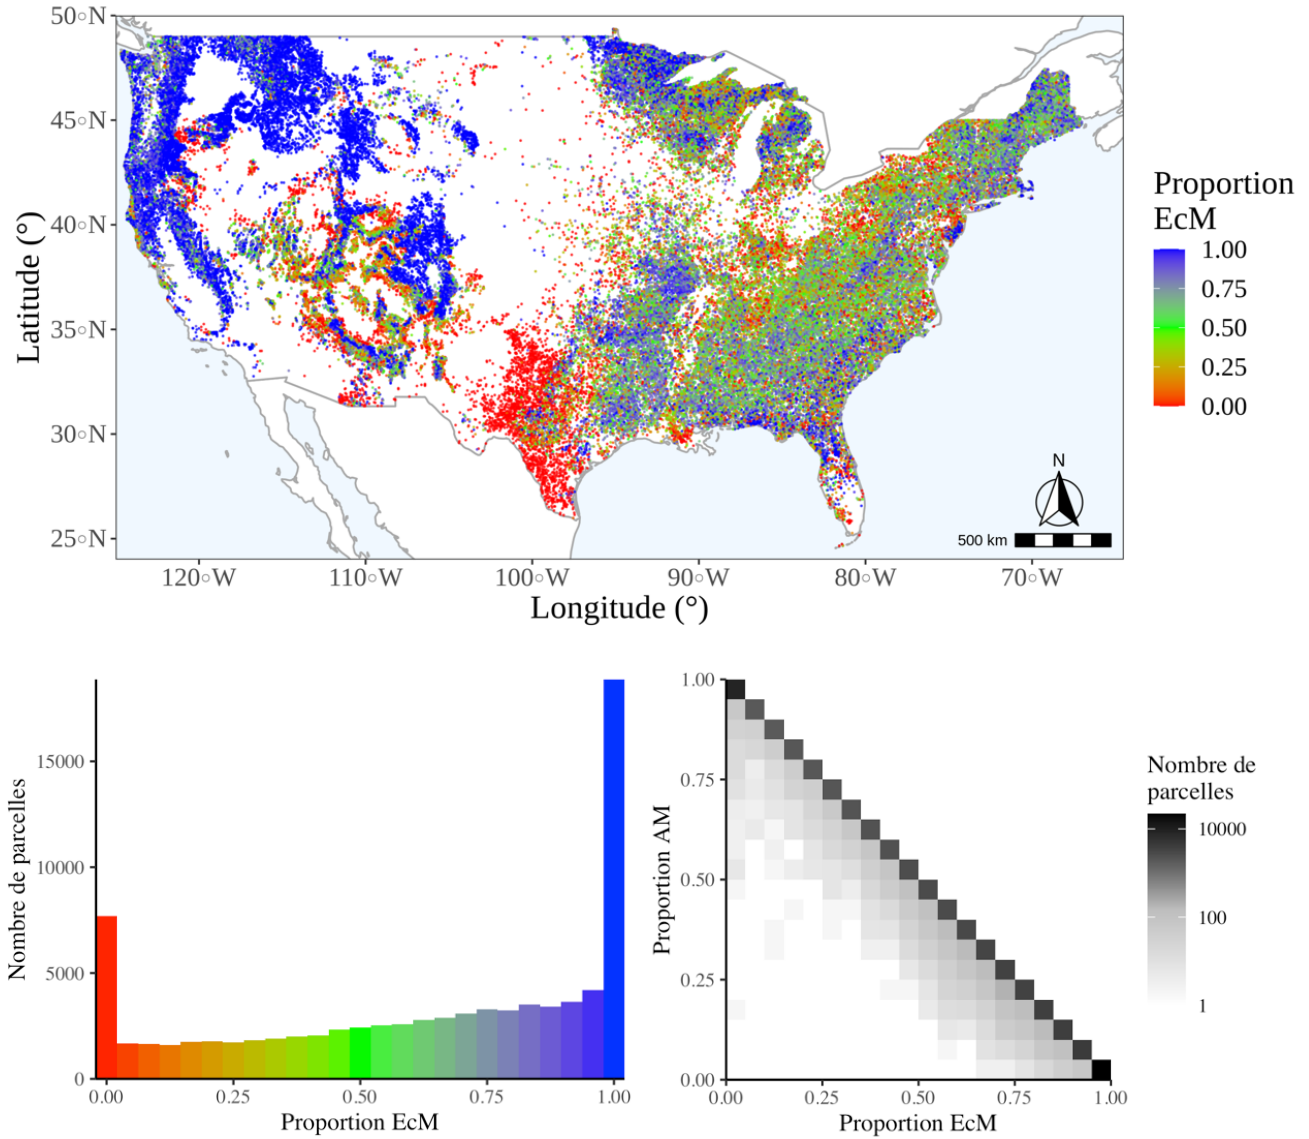 50◦N
45◦N
40◦N
35◦N
30◦N
25◦N
Latitude (°)
120◦W
110◦W
100◦W
90◦W
80◦W
70◦W
Longitude (°)
N
500 km
Proportion
EcM
1.00
0.75
0.50
0.25
0.00
15000
10000
5000
0
Nombre de parcelles
0.00
0.25
0.50
0.75
1.00
Proportion EcM
1.00
0.75
0.50
0.25
0.00
Proportion AM
0.00
0.25
0.50
0.75
1.00
Proportion EcM
Nombre de
parcelles
10000
100
1